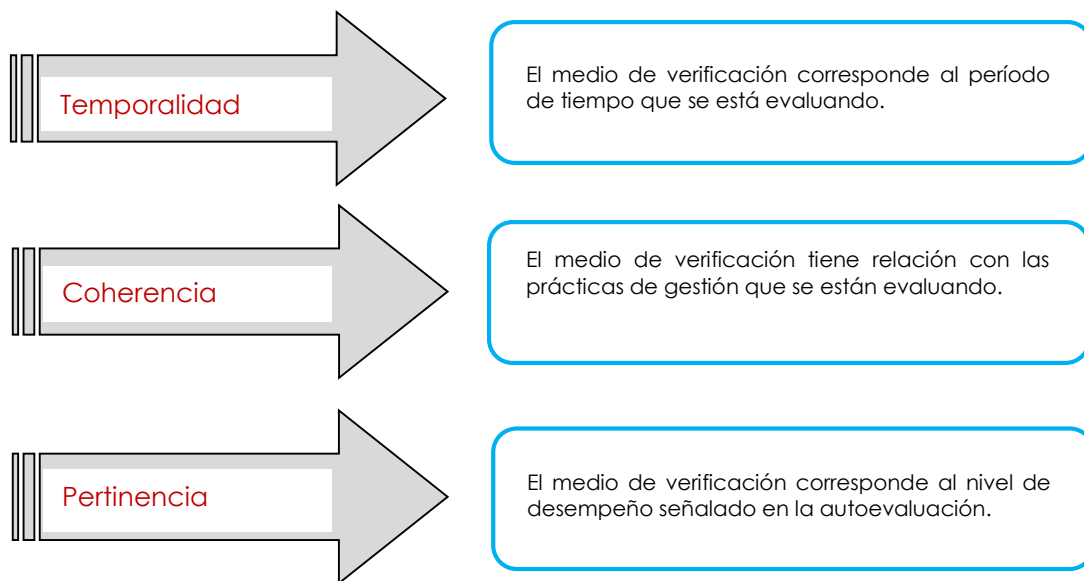 Temporalidad
El medio de verificación corresponde al período
de tiempo que se está evaluando.
Coherencia
El medio de verificación tiene relación con las
prácticas de gestión que se están evaluando.
Pertinencia
El medio de verificación corresponde al nivel de
desempeño señalado en la autoevaluación.